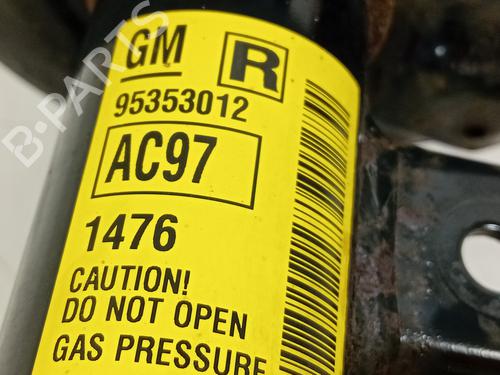 GM R
95353012
AC97
1476
CAUTION!
DO NOT OPEN
GAS PRESSURE
B-PARTS